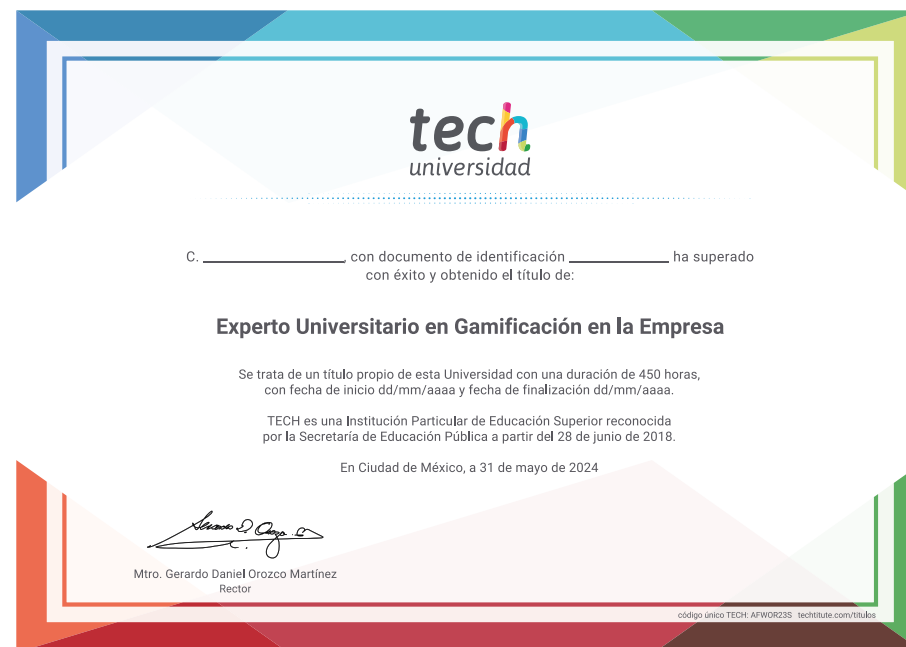 tech
universidad
C. ____________, con documento de identificación ____________ ha superado
con éxito y obtenido el título de:
Experto Universitario en Gamificación en la Empresa
Se trata de un título propio de esta Universidad con una duración de 450 horas,
con fecha de inicio dd/mm/aaaa y fecha de finalización dd/mm/aaaa.
TECH es una Institución Particular de Educación Superior reconocida
por la Secretaría de Educación Pública a partir del 28 de junio de 2018.
En Ciudad de México, a 31 de mayo de 2024
Mtro. Gerardo Daniel Orozco Martínez
Rector
código único TECH: AFWOR23S techtitute.com/titulos